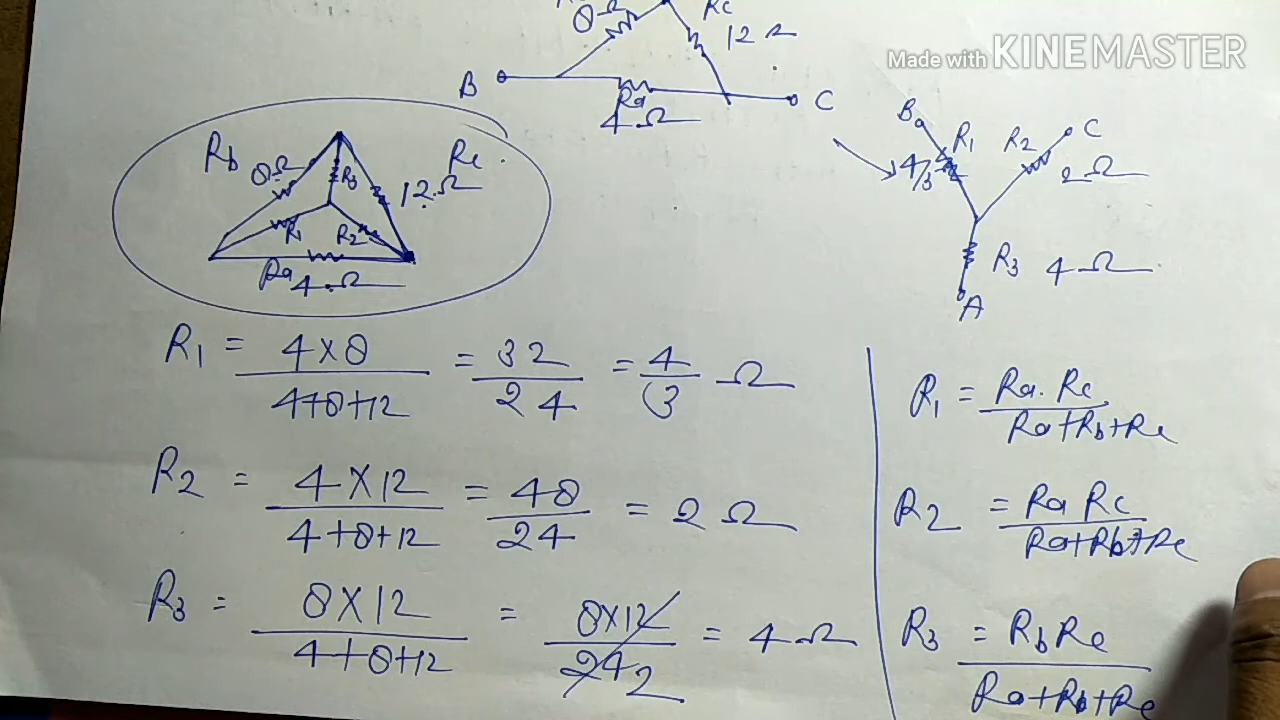 Rc
8Ω
12 Ω
Made with KINEMASTER
B
Ra
C
4Ω
Rb
8Ω
R3
Rc
12Ω
R1
R2
Ra 4Ω
B
R1
R2
C
4/3 Ω
2Ω
R3 4Ω
A
R1 = 4×8 / 4+8+12 = 32 / 24 = 4 / 3 Ω
R2 = 4×12 / 4+8+12 = 48 / 24 = 2 Ω
R3 = 8×12 / 4+8+12 = 8×12 / 24 2 = 4Ω
R1 = Ra. Rc / Ra+Rb+Rc
R2 = Ra Rc / Ra+Rb+Rc
R3 = Rb Rc / Ra+Rb+Rc